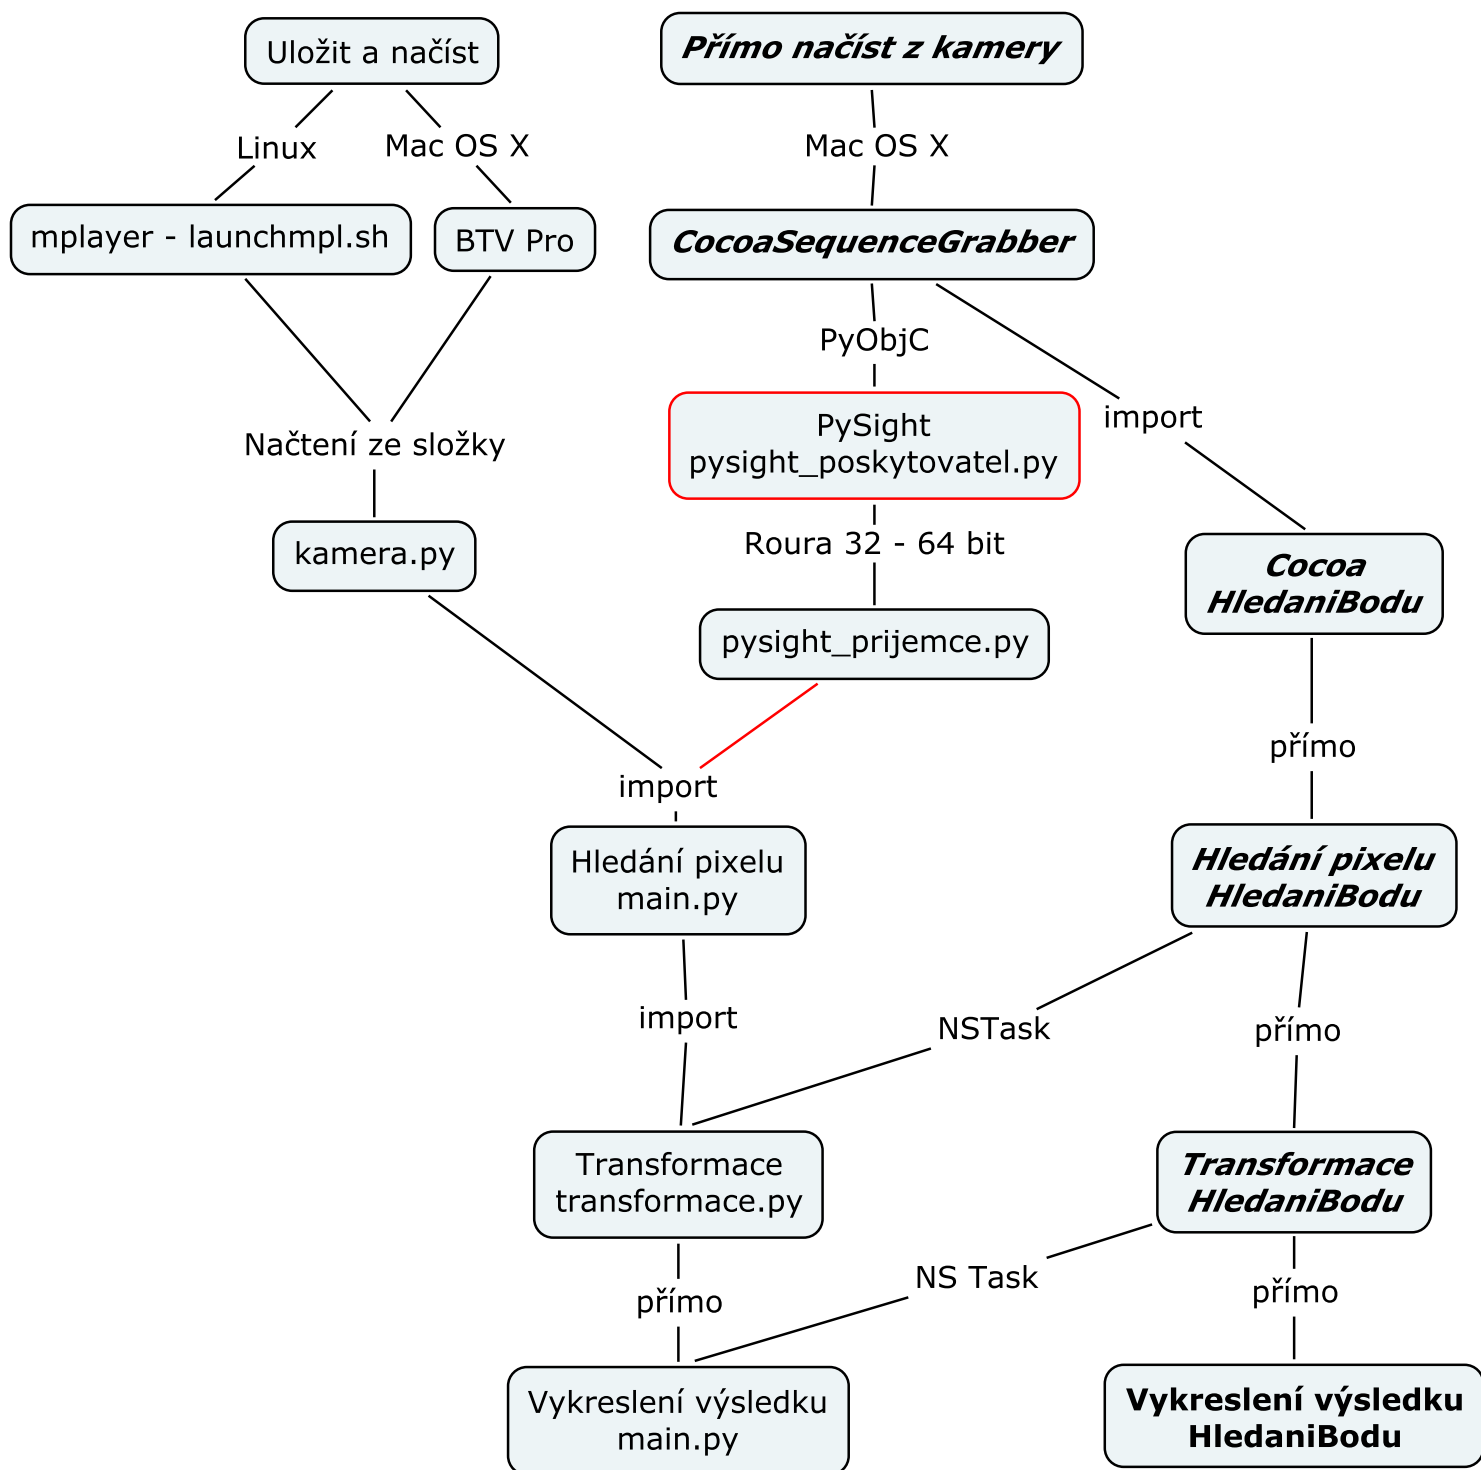 Uložit a načíst
Přímo načíst z kamery
Linux
Mac OS X
Mac OS X
mplayer - launchmpl.sh
BTV Pro
CocoaSequenceGrabber
PyObjC
PySight
pysight_poskytovatel.py
import
Načtení ze složky
Roura 32 - 64 bit
kamera.py
Cocoa
HledaniBodu
pysight_prijemce.py
přímo
import
Hledání pixelu
main.py
Hledání pixelu
HledaniBodu
import
NSTask
přímo
Transformace
transformace.py
Transformace
HledaniBodu
přímo
NS Task
přímo
Vykreslení výsledku
main.py
Vykreslení výsledku
HledaniBodu